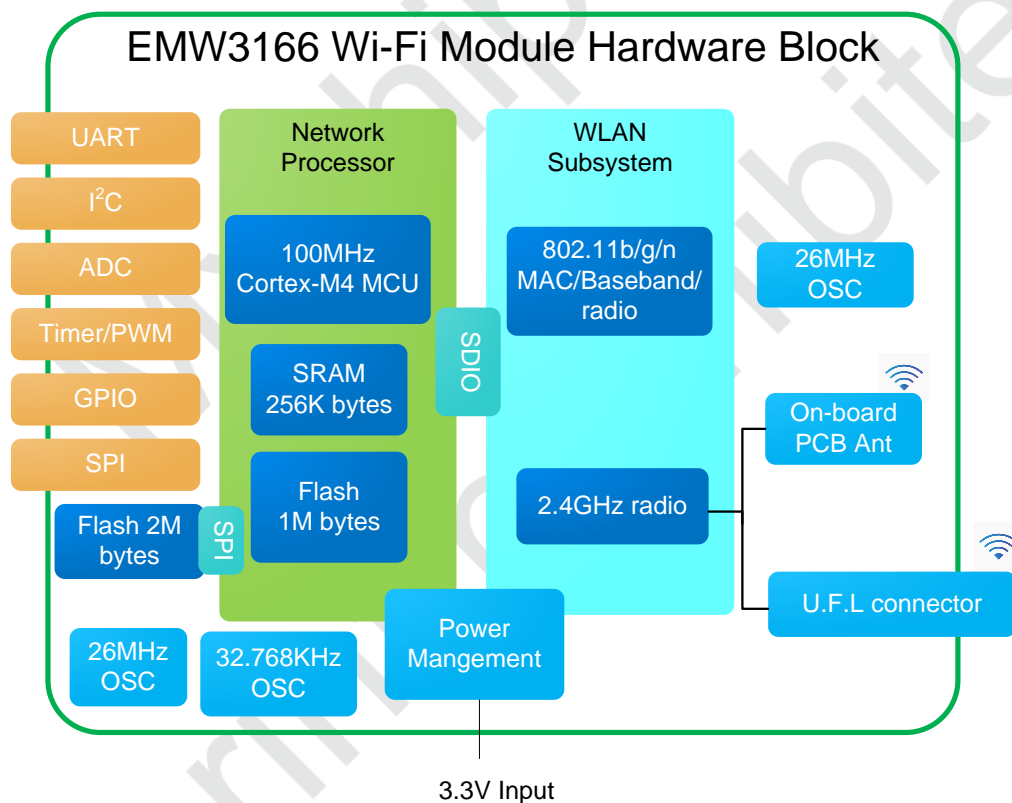 EMW3166 Wi-Fi Module Hardware Block
UART
I²C
ADC
Timer/PWM
GPIO
SPI
Flash 2M
bytes
SPI
Network
Processor
100MHz
Cortex-M4 MCU
SRAM
256K bytes
Flash
1M bytes
SDIO
WLAN
Subsystem
802.11b/g/n
MAC/Baseband/
radio
2.4GHz radio
26MHz
OSC
On-board
PCB Ant
U.F.L connector
26MHz
OSC
32.768KHz
OSC
Power
Mangement
3.3V Input